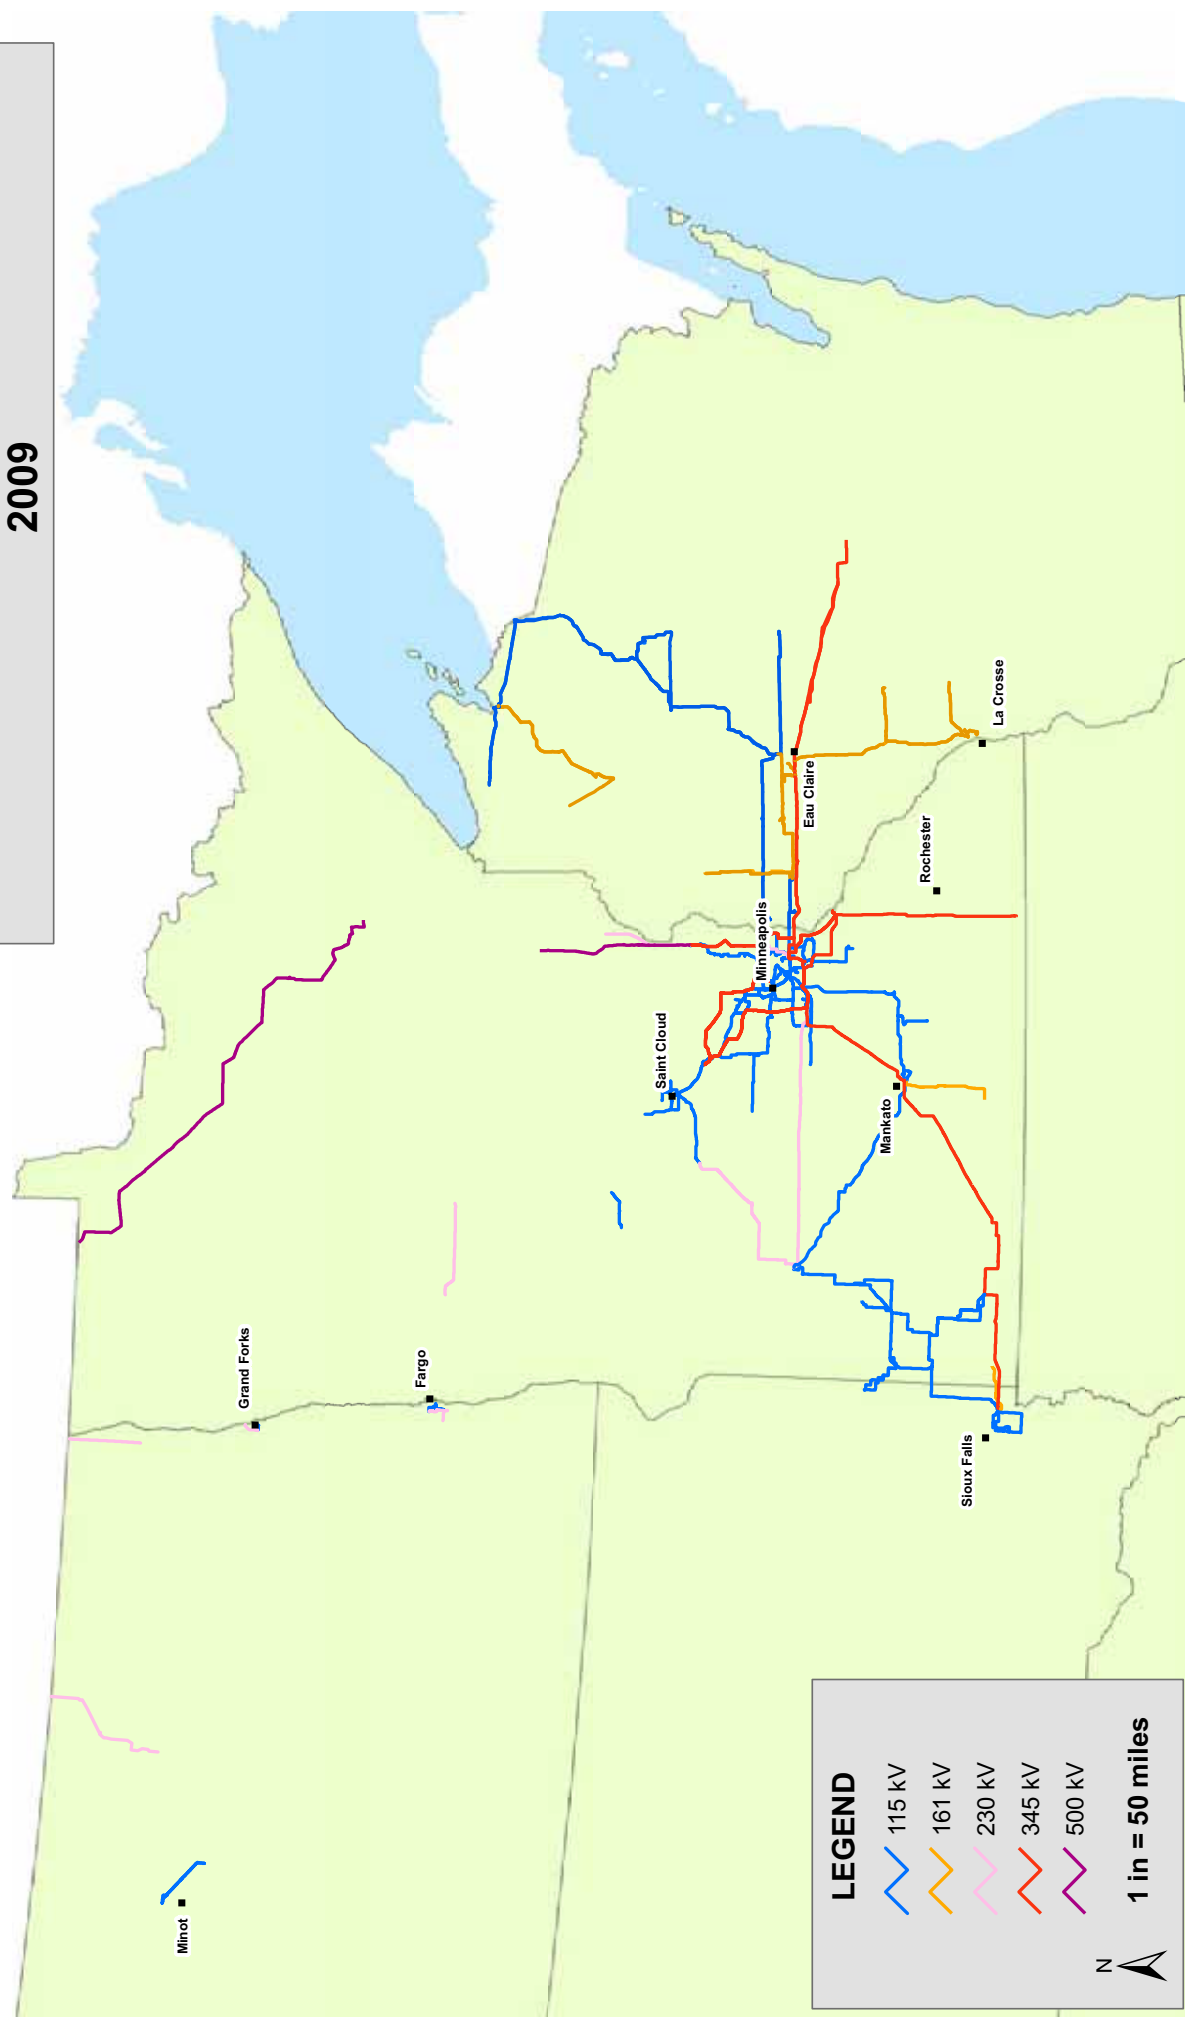 2009
Minot
Grand Forks
Fargo
Saint Cloud
Minneapolis
Eau Claire
Rochester
La Crosse
Mankato
Sioux Falls
LEGEND
115 kV
161 kV
230 kV
345 kV
500 kV
1 in = 50 miles
N